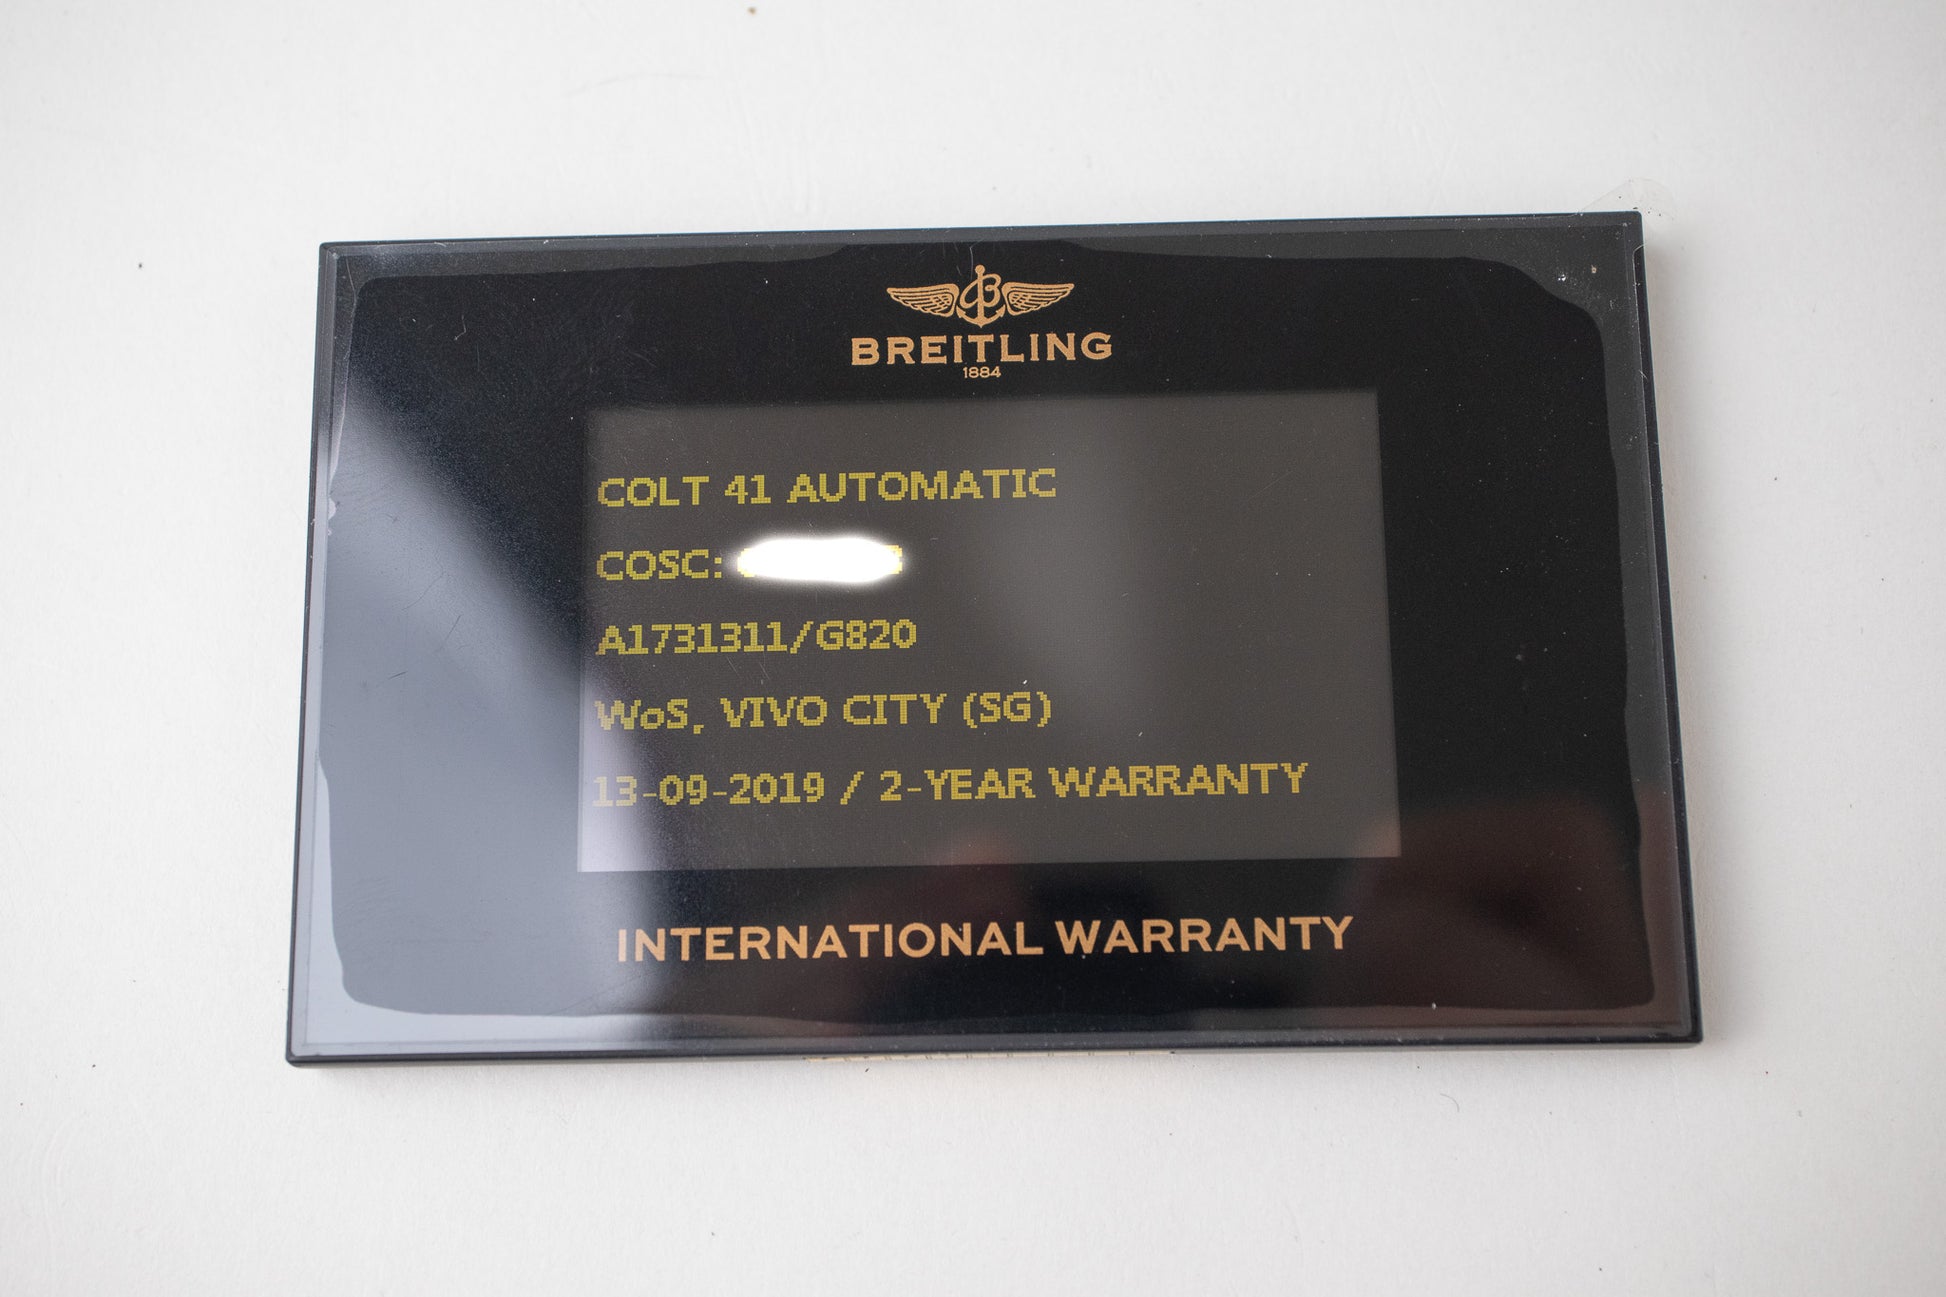 BREITLING
1884
COLT 41 AUTOMATIC
COSC:
A1731311/G820
WoS, VIVO CITY (SG)
13-09-2019 / 2-YEAR WARRANTY
INTERNATIONAL WARRANTY